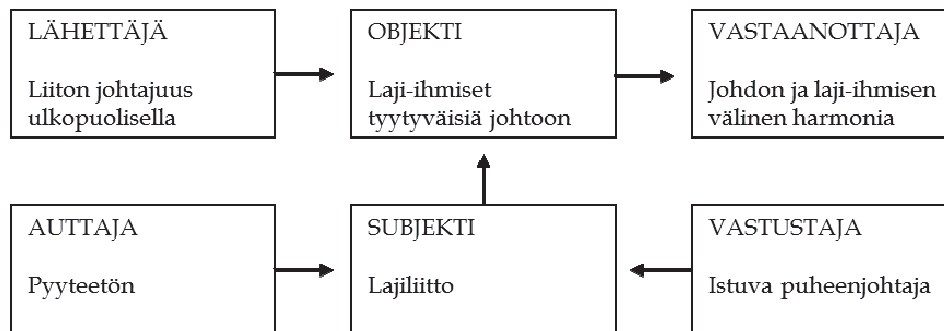 LÄHETTÄJÄ
Liiton johtajuus
ulkopuolisella
OBJEKTI
Laji-ihmiset
tyytyväisiä johtoon
VASTAANOTTAJA
Johdon ja laji-ihmisen
välinen harmonia
AUTTAJA
Pyyteetön
SUBJEKTI
Lajiliitto
VASTUSTAJA
Istuva puheenjohtaja